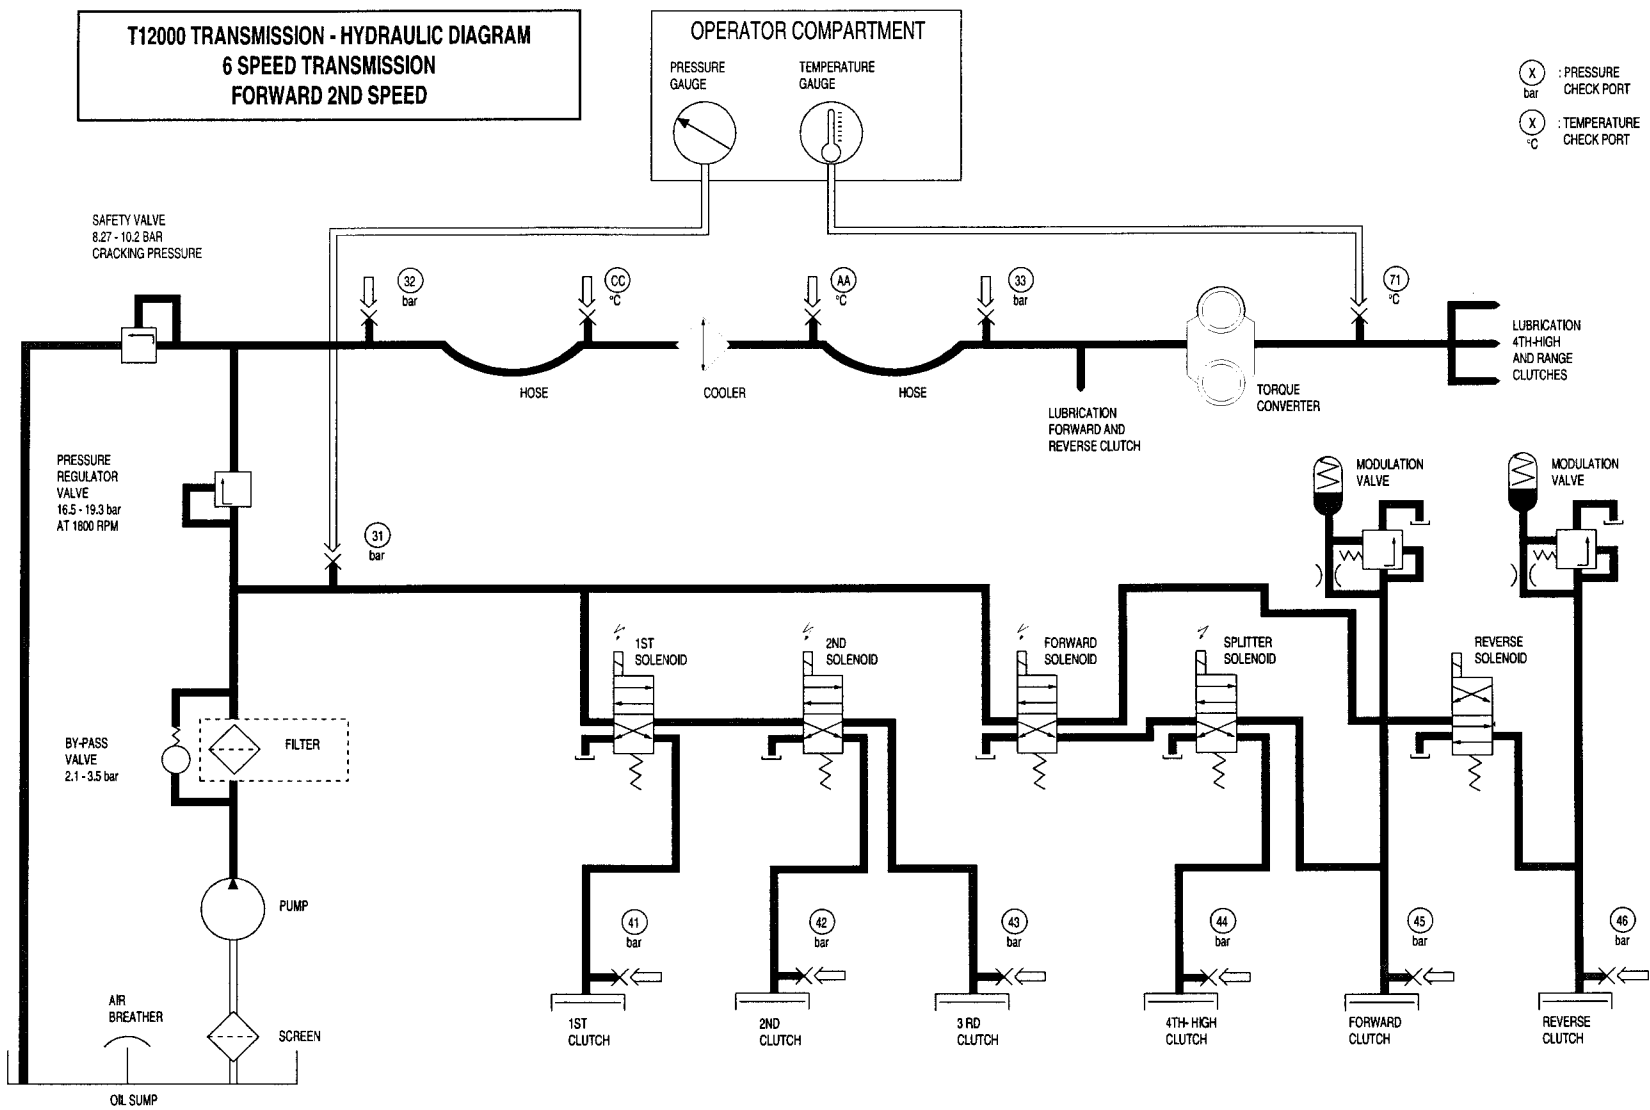 T12000 TRANSMISSION - HYDRAULIC DIAGRAM
6 SPEED TRANSMISSION
FORWARD 2ND SPEED
OPERATOR COMPARTMENT
PRESSURE
GAUGE
TEMPERATURE
GAUGE
X
bar
: PRESSURE
CHECK PORT
X
°C
: TEMPERATURE
CHECK PORT
SAFETY VALVE
8.27 - 10.2 BAR
CRACKING PRESSURE
32
bar
CC
°C
AA
°C
33
bar
71
°C
HOSE
COOLER
HOSE
LUBRICATION
FORWARD AND
REVERSE CLUTCH
TORQUE
CONVERTER
LUBRICATION
4TH-HIGH
AND RANGE
CLUTCHES
PRESSURE
REGULATOR
VALVE
16.5 - 19.3 bar
AT 1800 RPM
31
bar
MODULATION
VALVE
MODULATION
VALVE
1ST
SOLENOID
2ND
SOLENOID
FORWARD
SOLENOID
SPLITTER
SOLENOID
REVERSE
SOLENOID
BY-PASS
VALVE
2.1 - 3.5 bar
FILTER
PUMP
41
bar
42
bar
43
bar
44
bar
45
bar
46
bar
AIR
BREATHER
SCREEN
OIL SUMP
1ST
CLUTCH
2ND
CLUTCH
3 RD
CLUTCH
4TH- HIGH
CLUTCH
FORWARD
CLUTCH
REVERSE
CLUTCH